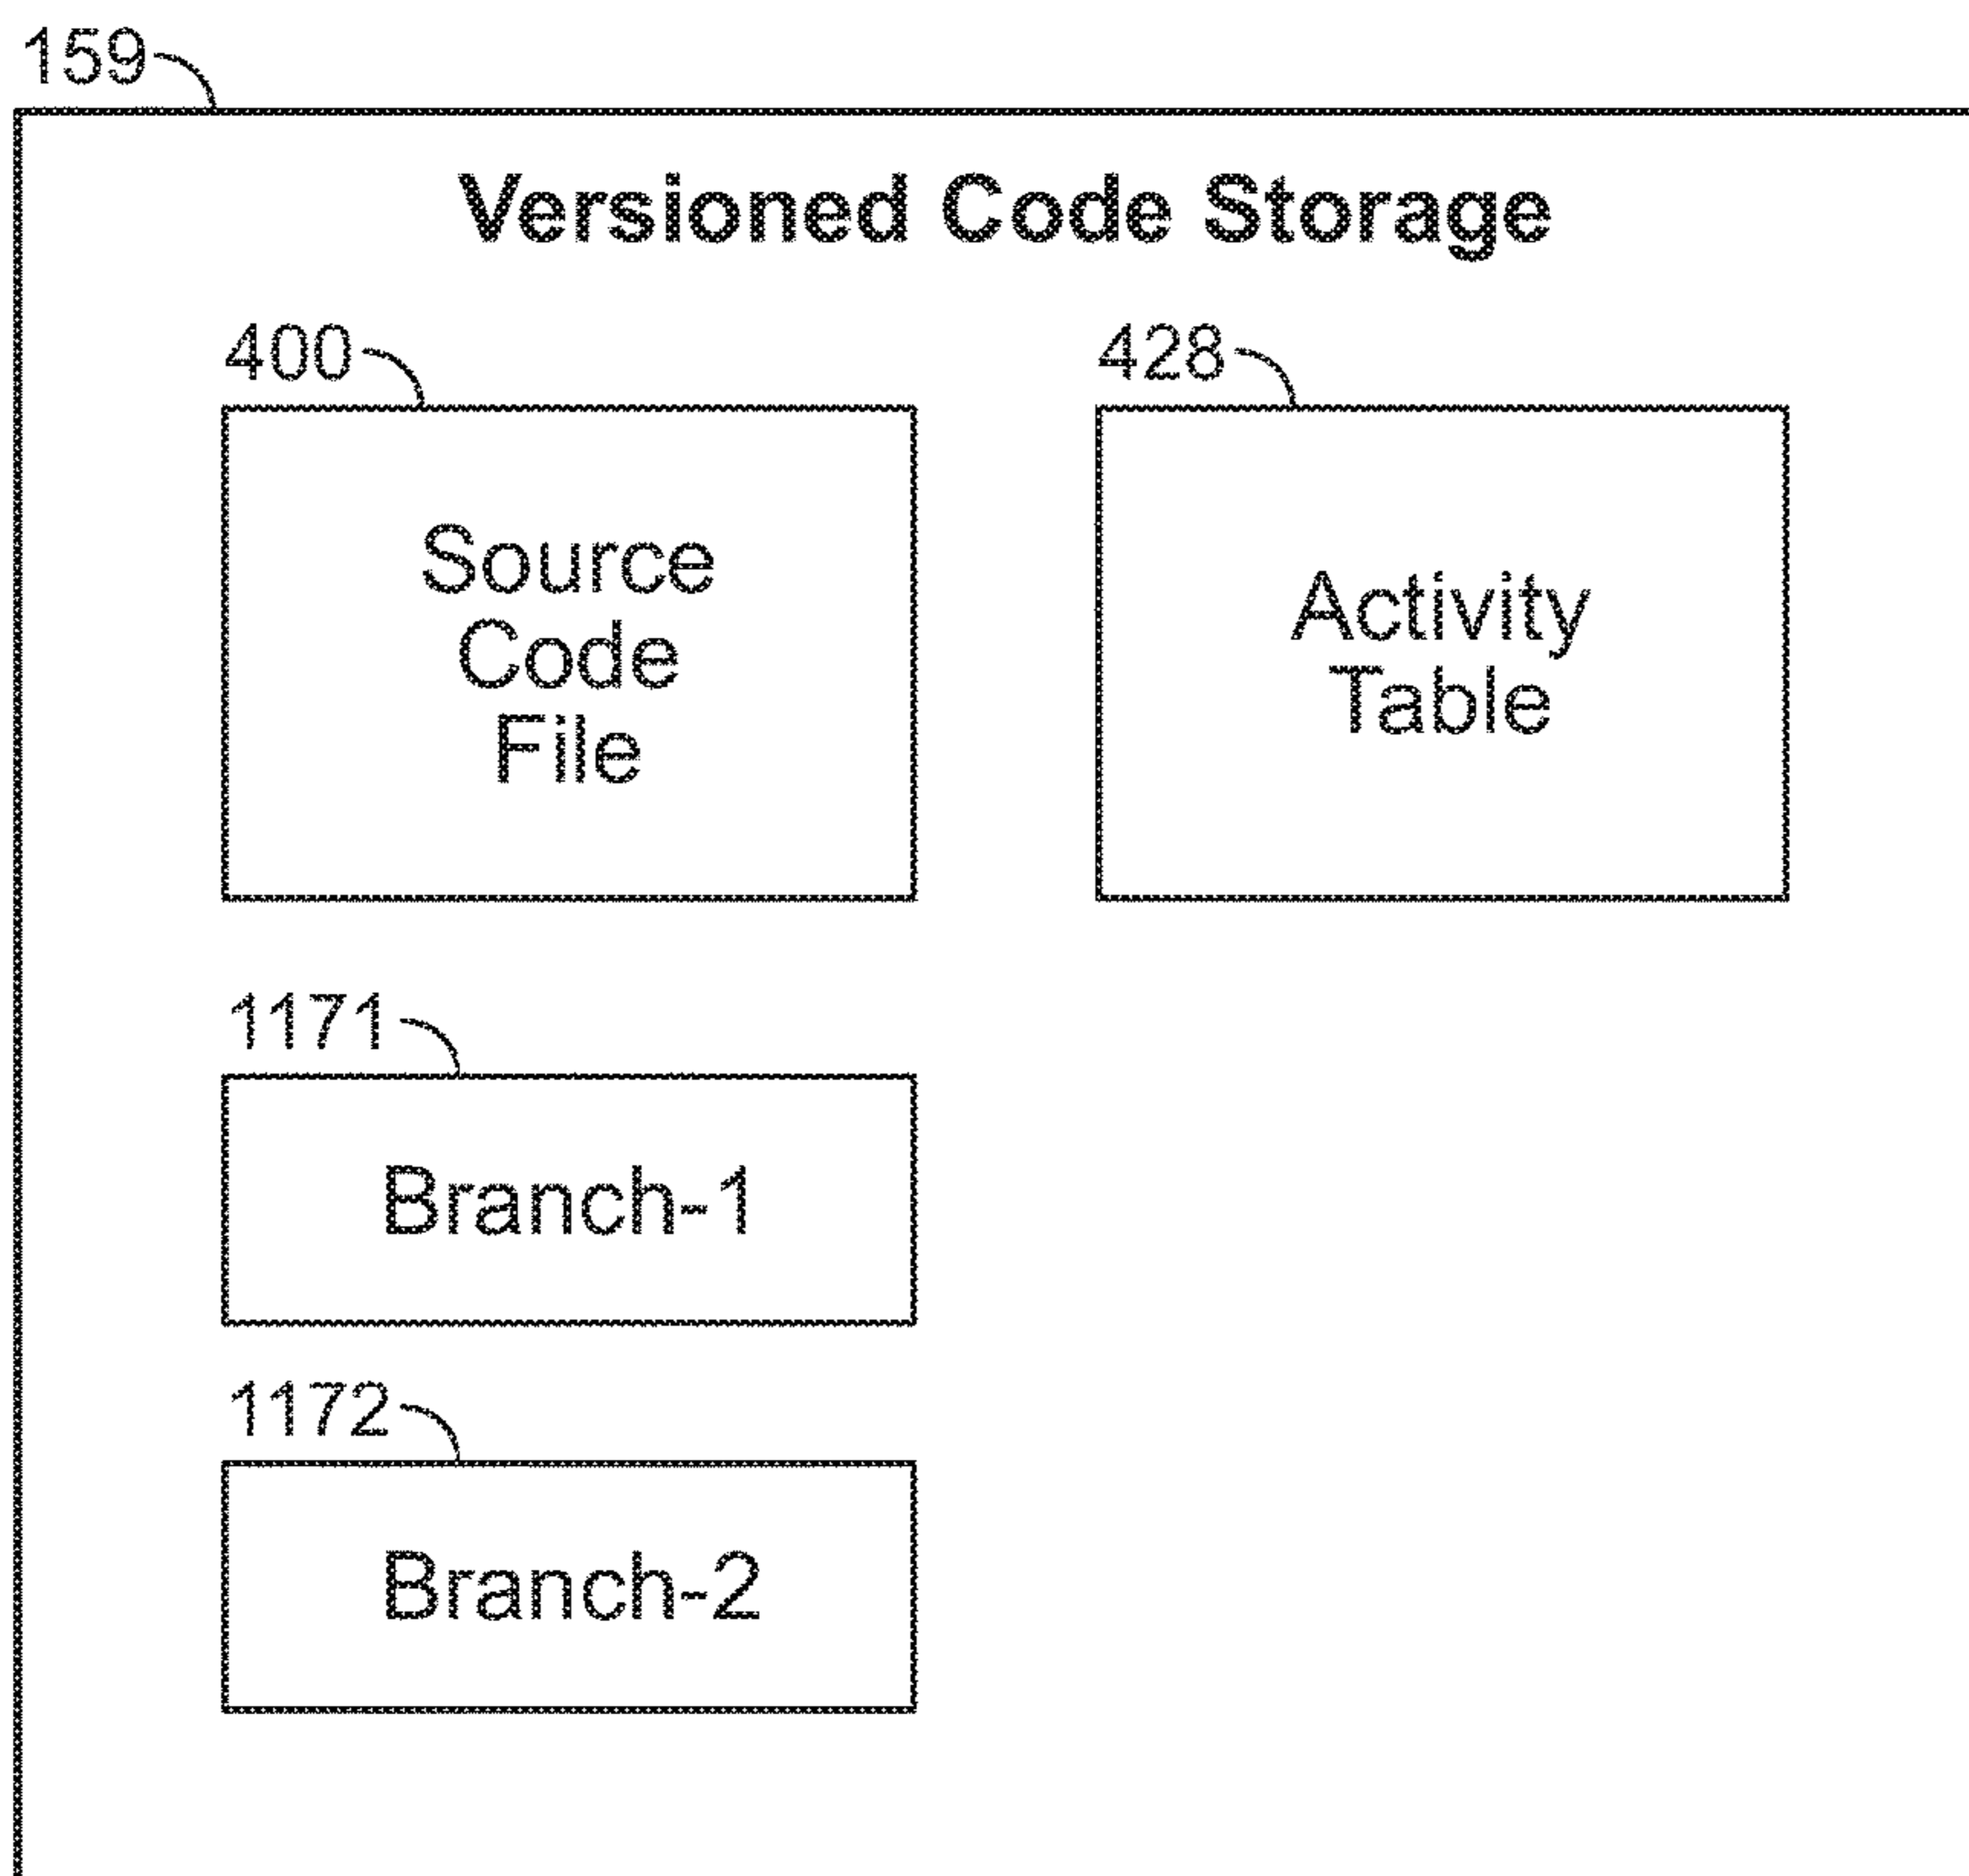 159
Versioned Code Storage
400
428
Source
Code
File
Activity
Table
1171
Branch-1
1172
Branch-2